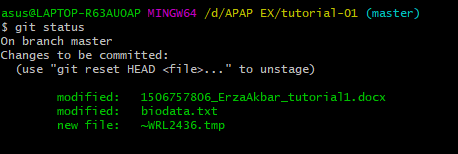 asus@LAPTOP-R63AUOAP MINGW64 /d/APAP EX/tutorial-01 (master)
$ git status
On branch master
Changes to be committed:
(use "git reset HEAD <file>..." to unstage)
modified: 1506757806_ErzaAkbar_tutorial1.docx
modified: biodata.txt
new file: ~WRL2436.tmp